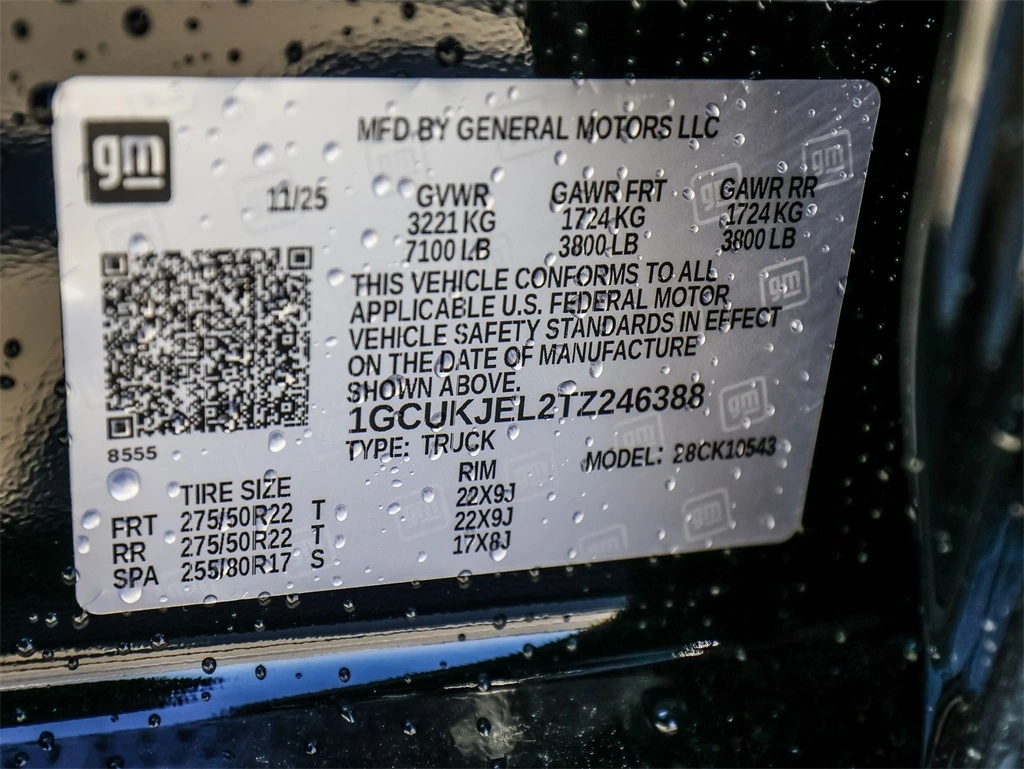 gm
MFD BY GENERAL MOTORS LLC
11/25 GVWR GAWR FRT GAWR RR
3221 KG 1724 KG 1724 KG
7100 LB 3800 LB 3800 LB
THIS VEHICLE CONFORMS TO ALL
APPLICABLE U.S. FEDERAL MOTOR
VEHICLE SAFETY STANDARDS IN EFFECT
ON THE DATE OF MANUFACTURE
SHOWN ABOVE.
1GCUKJEL2TZ246388
8555
TYPE: TRUCK MODEL: 28CK10543
TIRE SIZE RIM
FRT 275/50R22 T 22X9J
RR 275/50R22 T 22X9J
SPA 255/80R17 S 17X8J